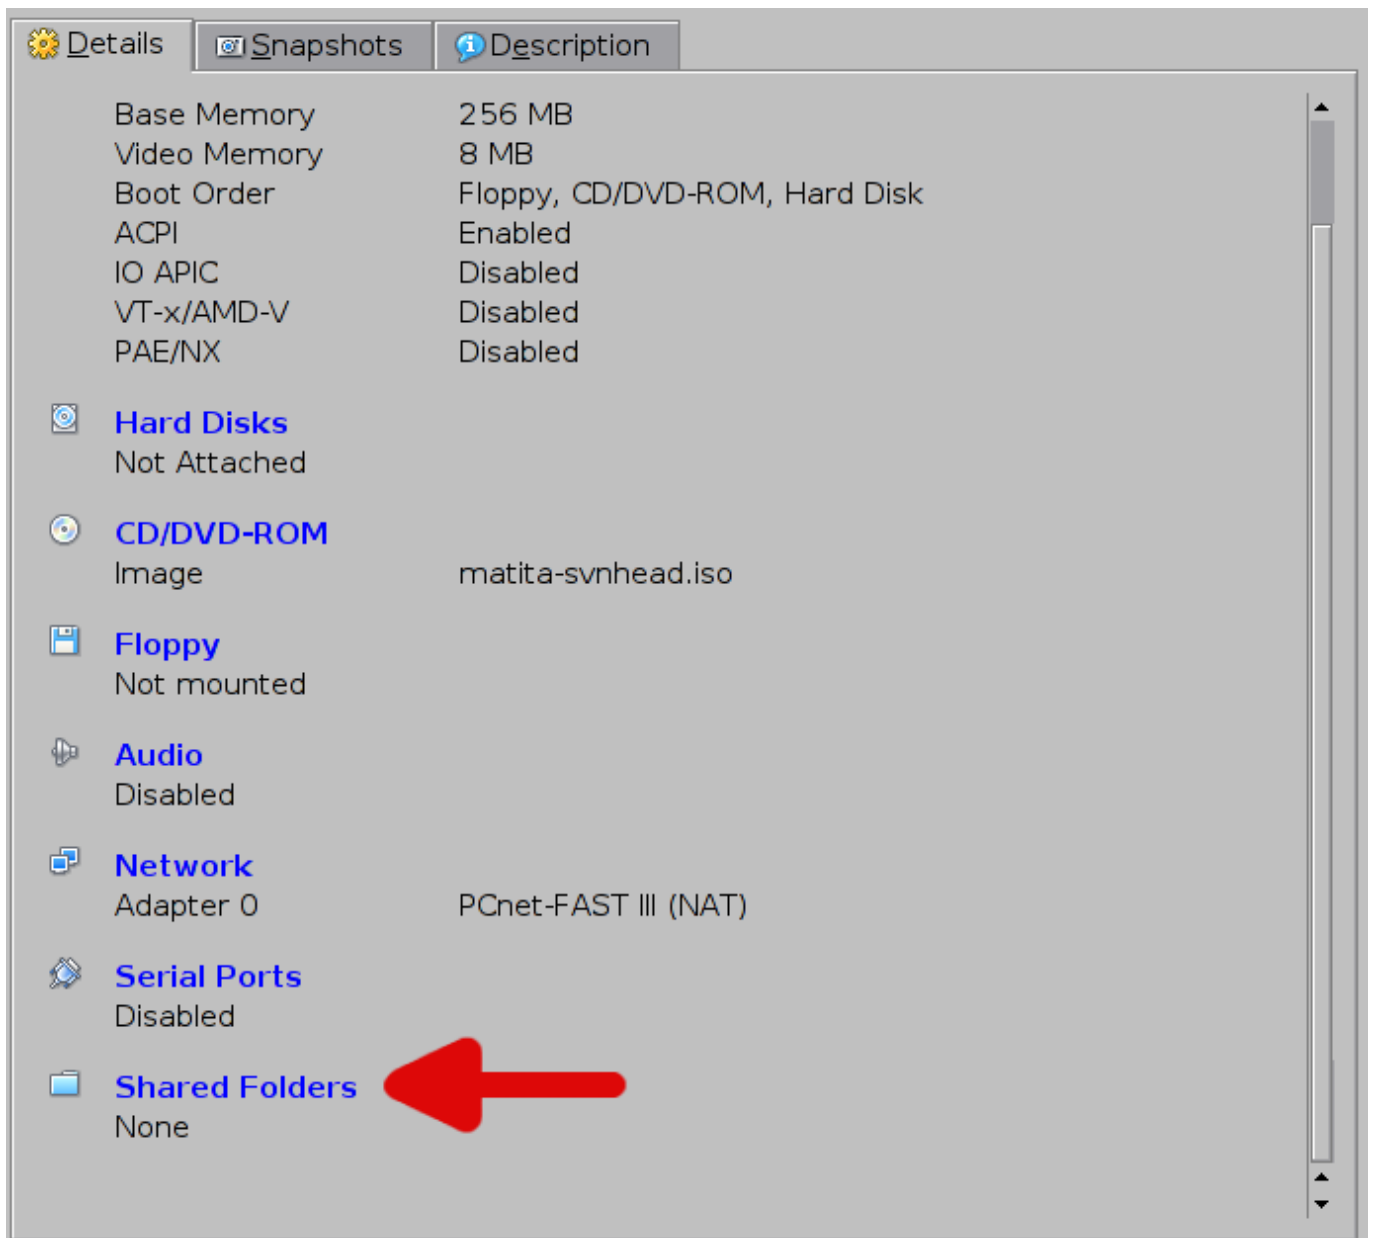 Details Snapshots Description
Base Memory 256 MB
Video Memory 8 MB
Boot Order Floppy, CD/DVD-ROM, Hard Disk
ACPI Enabled
IO APIC Disabled
VT-x/AMD-V Disabled
PAE/NX Disabled
Hard Disks
Not Attached
CD/DVD-ROM
Image matita-svnhead.iso
Floppy
Not mounted
Audio
Disabled
Network
Adapter 0 PCnet-FAST III (NAT)
Serial Ports
Disabled
Shared Folders
None